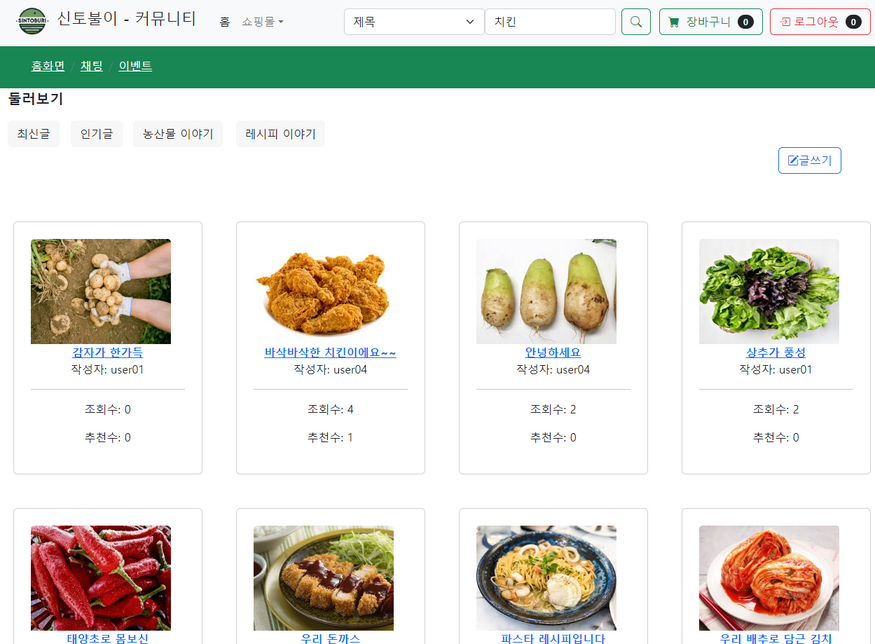 SINTOBURI
신토불이 - 커뮤니티
홈 쇼핑몰
제목
치킨
장바구니 0
로그아웃 0
홈화면 / 채팅 / 이벤트
둘러보기
최신글 인기글 농산물 이야기 레시피 이야기
글쓰기
감자가 한가득
작성자: user01
조회수: 0
추천수: 0
바삭바삭한 치킨이에요~~
작성자: user04
조회수: 4
추천수: 1
안녕하세요
작성자: user04
조회수: 2
추천수: 0
상추가 풍성
작성자: user01
조회수: 2
추천수: 0
태양초로 몸보신
우리 돈까스
파스타 레시피입니다
우리 배추로 담근 김치